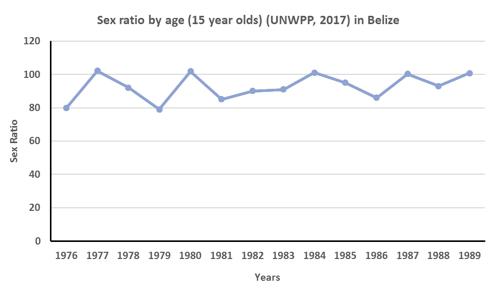 Sex ratio by age (15 year olds) (UNWPP, 2017) in Belize
120
100
80
60
40
20
0
Sex Ratio
1976 1977 1978 1979 1980 1981 1982 1983 1984 1985 1986 1987 1988 1989
Years